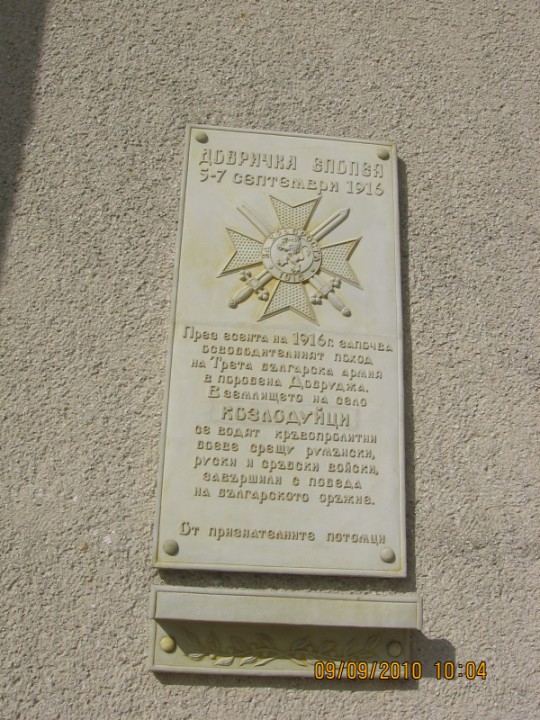 ДОБРИЧКА ЕПОПЕЯ
5-7 СЕПТЕМВРИ 1916
През есента на 1916г. започва
освободителният поход
на Трета българска армия
в поробена Добруджа.
В землището на село
КОЗЛОДУЙЦИ
се водят кръвопролитни
боеве срещу румънски,
руски и сръбски войски,
завършили с победа
на българското оръжие.
От признателните потомци
09/09/2010 10:04